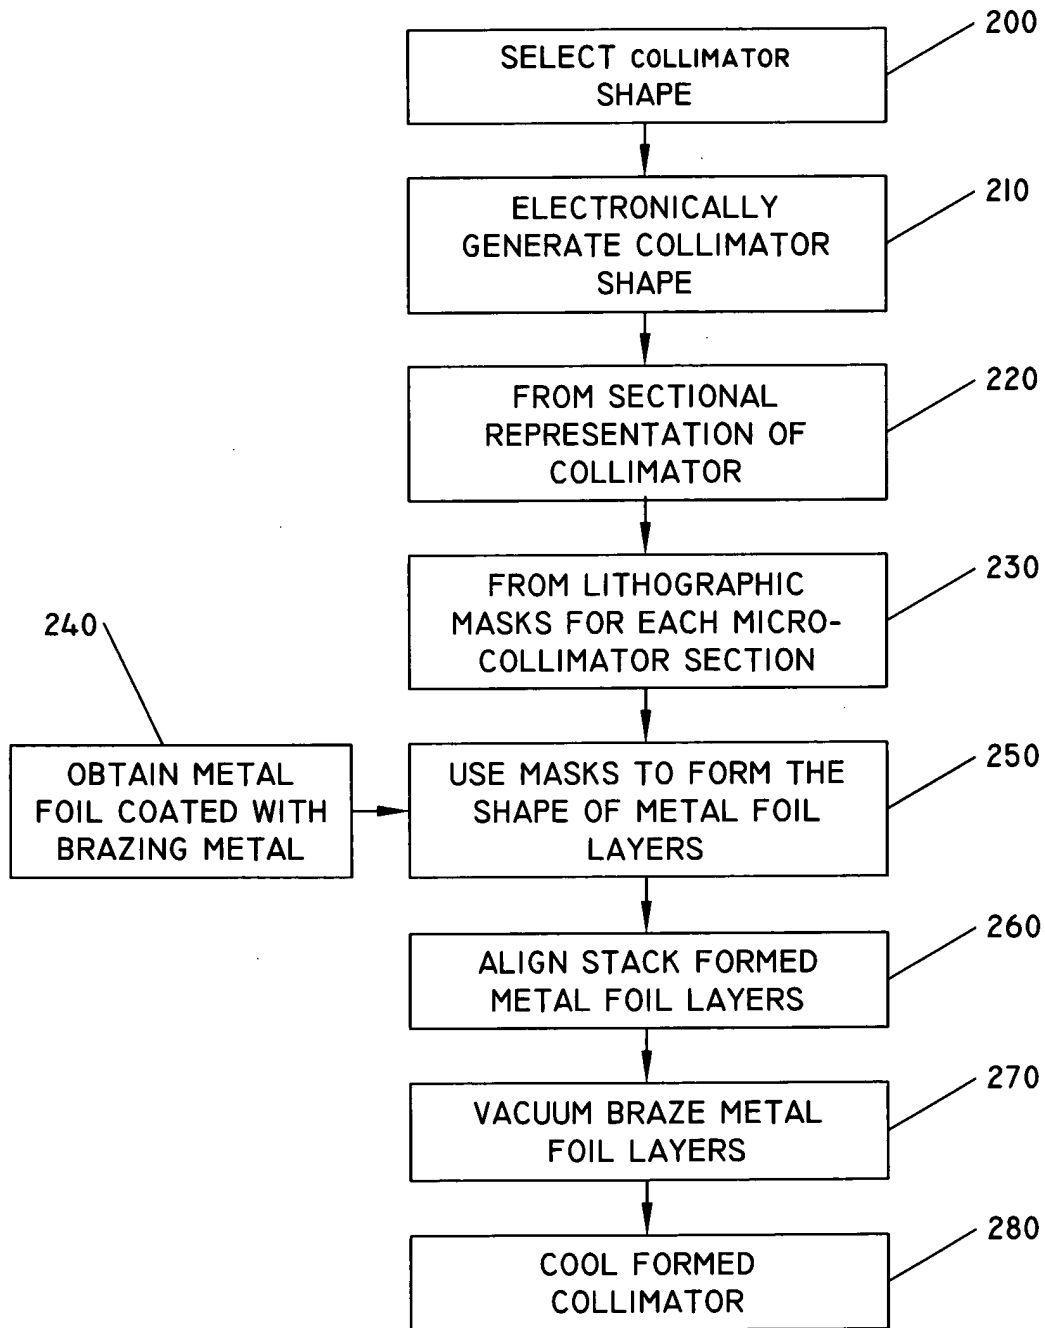 200
SELECT COLLIMATOR
SHAPE
210
ELECTRONICALLY
GENERATE COLLIMATOR
SHAPE
220
FROM SECTIONAL
REPRESENTATION OF
COLLIMATOR
230
FROM LITHOGRAPHIC
MASKS FOR EACH MICRO-
COLLIMATOR SECTION
240
OBTAIN METAL
FOIL COATED WITH
BRAZING METAL
250
USE MASKS TO FORM THE
SHAPE OF METAL FOIL
LAYERS
260
ALIGN STACK FORMED
METAL FOIL LAYERS
270
VACUUM BRAZE METAL
FOIL LAYERS
280
COOL FORMED
COLLIMATOR